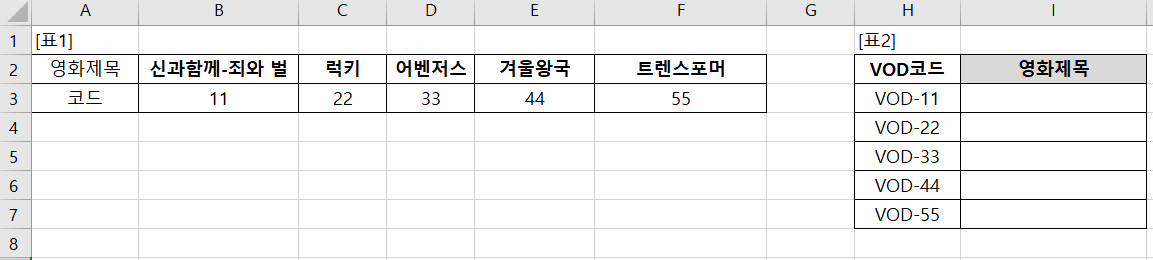 A B C D E F G H I
1 [표1] [표2]
2 영화제목 신과함께-죄와 벌 럭키 어벤저스 겨울왕국 트렌스포머 VOD코드 영화제목
3 코드 11 22 33 44 55 VOD-11
4 VOD-22
5 VOD-33
6 VOD-44
7 VOD-55
8